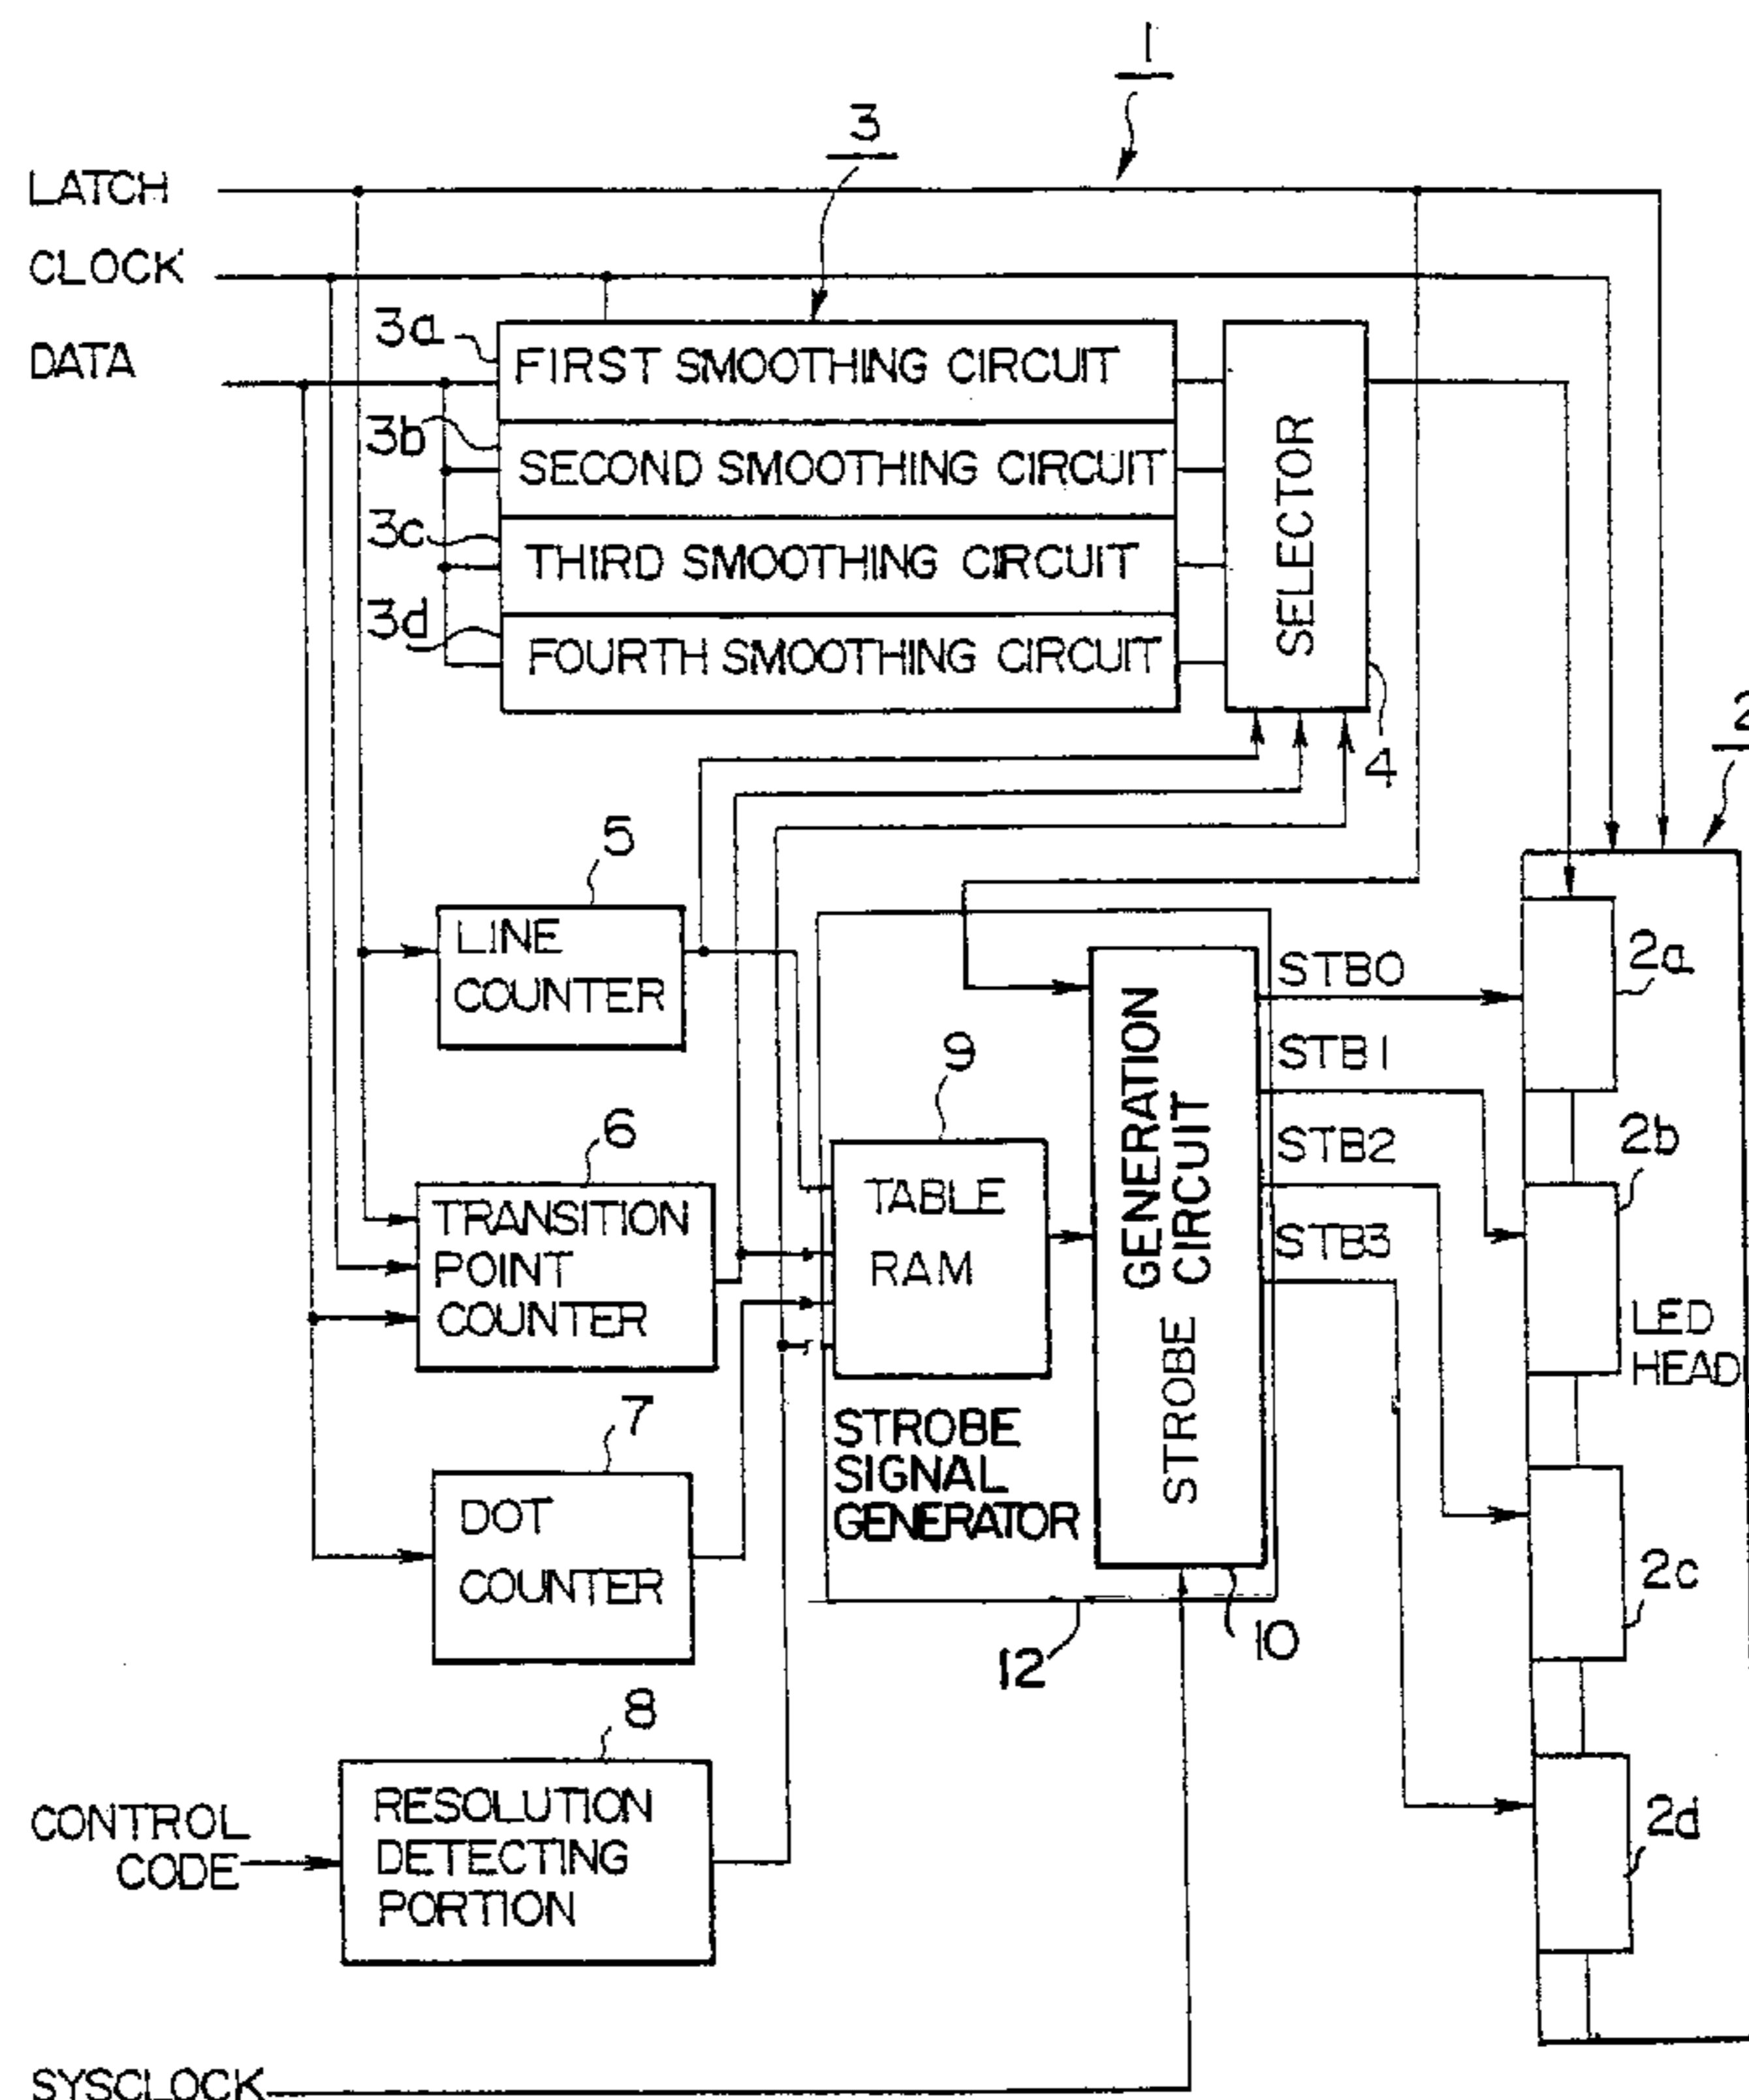 1
3
LATCH
CLOCK
DATA
3a
FIRST SMOOTHING CIRCUIT
3b
SECOND SMOOTHING CIRCUIT
3c
THIRD SMOOTHING CIRCUIT
3d
FOURTH SMOOTHING CIRCUIT
SELECTOR
4
2
5
LINE
COUNTER
STB0
2a
STB1
9
GENERATION
CIRCUIT
STROBE
6
TRANSITION
POINT
COUNTER
TABLE
RAM
STB2
2b
STB3
LED
HEAD
7
DOT
COUNTER
STROBE
SIGNAL
GENERATOR
2c
12
10
8
RESOLUTION
DETECTING
PORTION
CONTROL
CODE
2d
SYSCLOCK